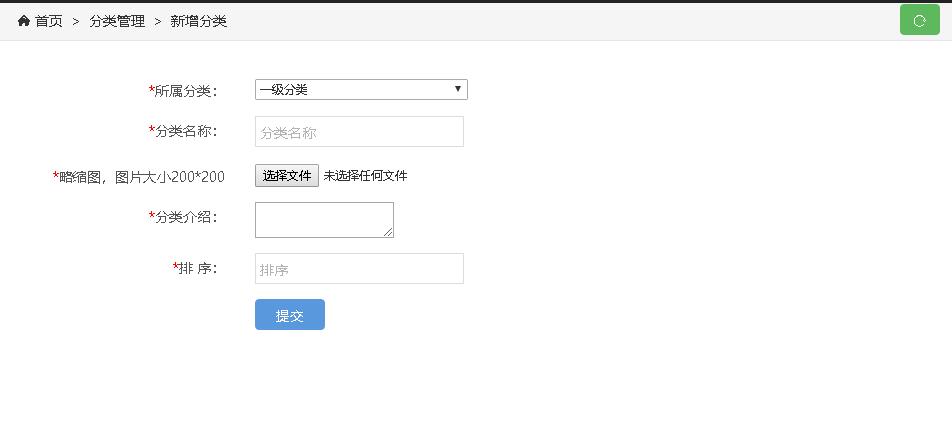 首页 > 分类管理 > 新增分类
*所属分类： 一级分类
*分类名称： 分类名称
*略缩图，图片大小200*200 选择文件 未选择任何文件
*分类介绍：
*排 序： 排序
提交